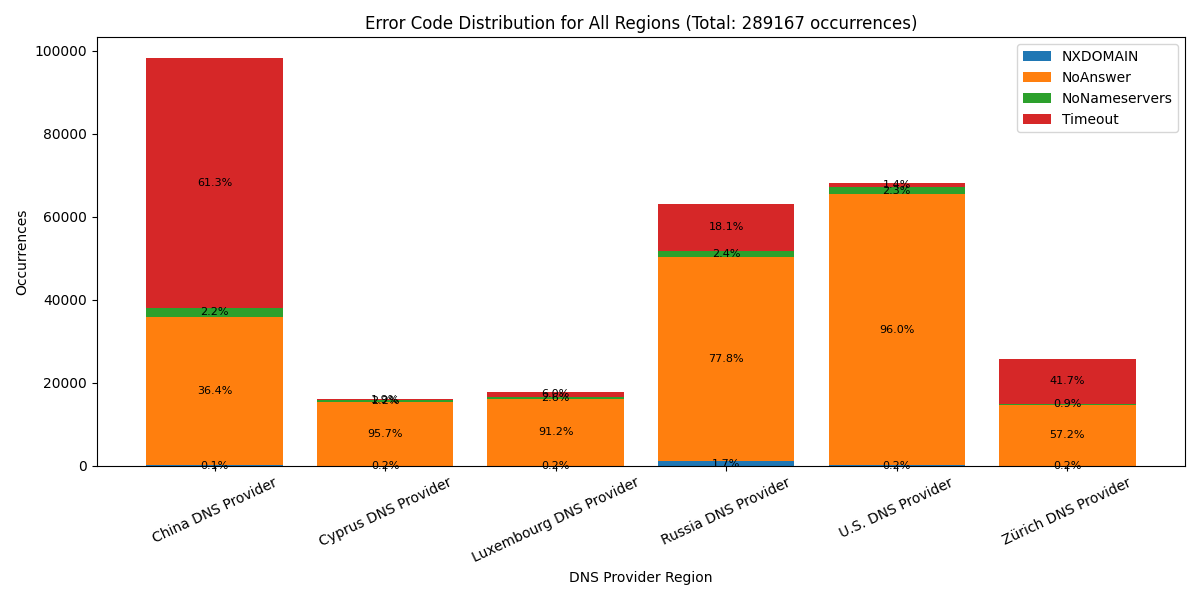 Error Code Distribution for All Regions (Total: 289167 occurrences)
NXDOMAIN
NoAnswer
NoNameservers
Timeout
Occurrences
100000
80000
60000
40000
20000
0
61.3%
2.2%
36.4%
0.1%
95.7%
0.2%
6.0%
91.2%
0.2%
18.1%
2.4%
77.8%
1.7%
1.4%
2.3%
96.0%
0.2%
41.7%
0.9%
57.2%
0.2%
China DNS Provider
Cyprus DNS Provider
Luxembourg DNS Provider
Russia DNS Provider
U.S. DNS Provider
Zürich DNS Provider
DNS Provider Region